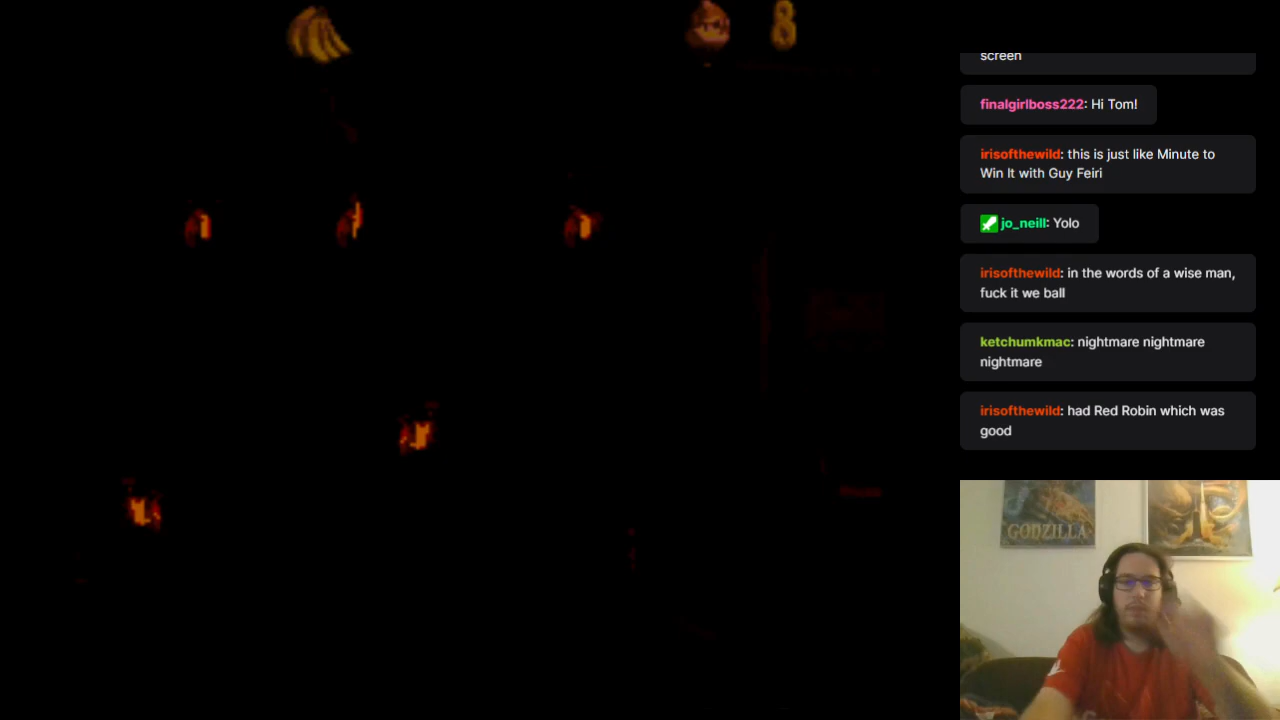 8
screen
finalgirlboss222: Hi Tom!
irisofthewild: this is just like Minute to
Win It with Guy Feiri
jo_neill: Yolo
irisofthewild: in the words of a wise man,
fuck it we ball
ketchumkmac: nightmare nightmare
nightmare
irisofthewild: had Red Robin which was
good
GODZILLA